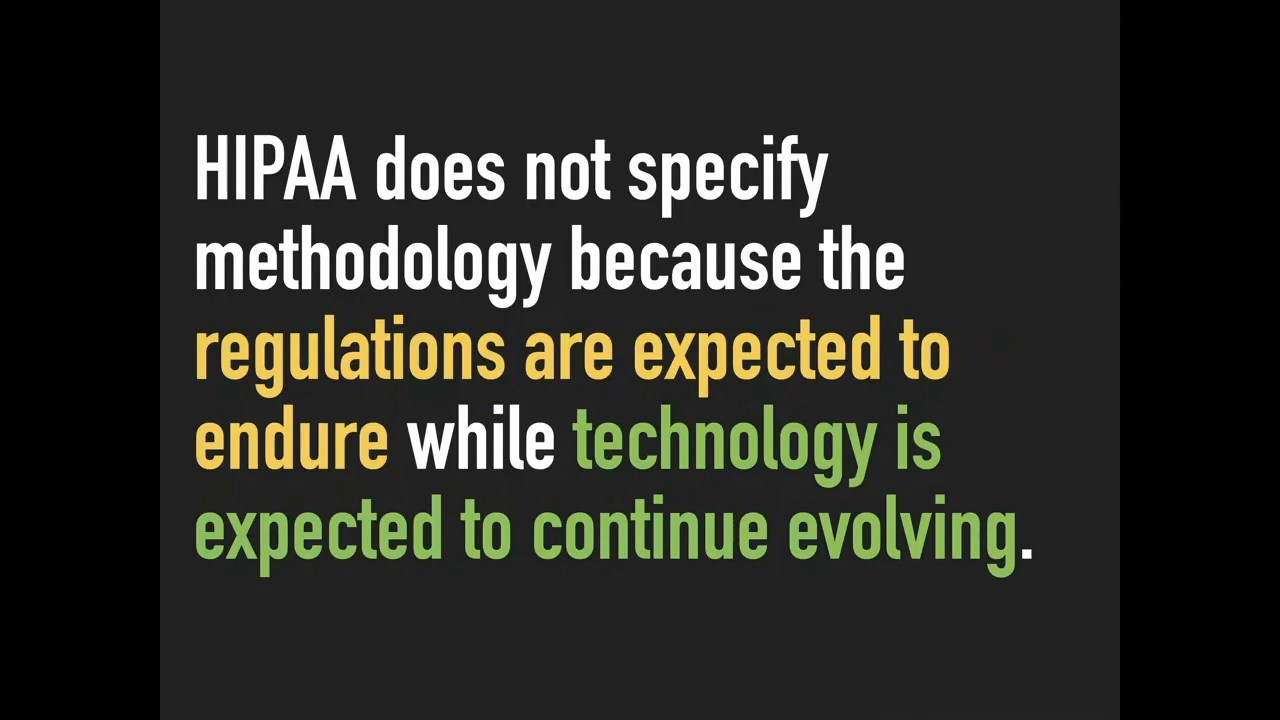 HIPAA does not specify
methodology because the
regulations are expected to
endure while technology is
expected to continue evolving.